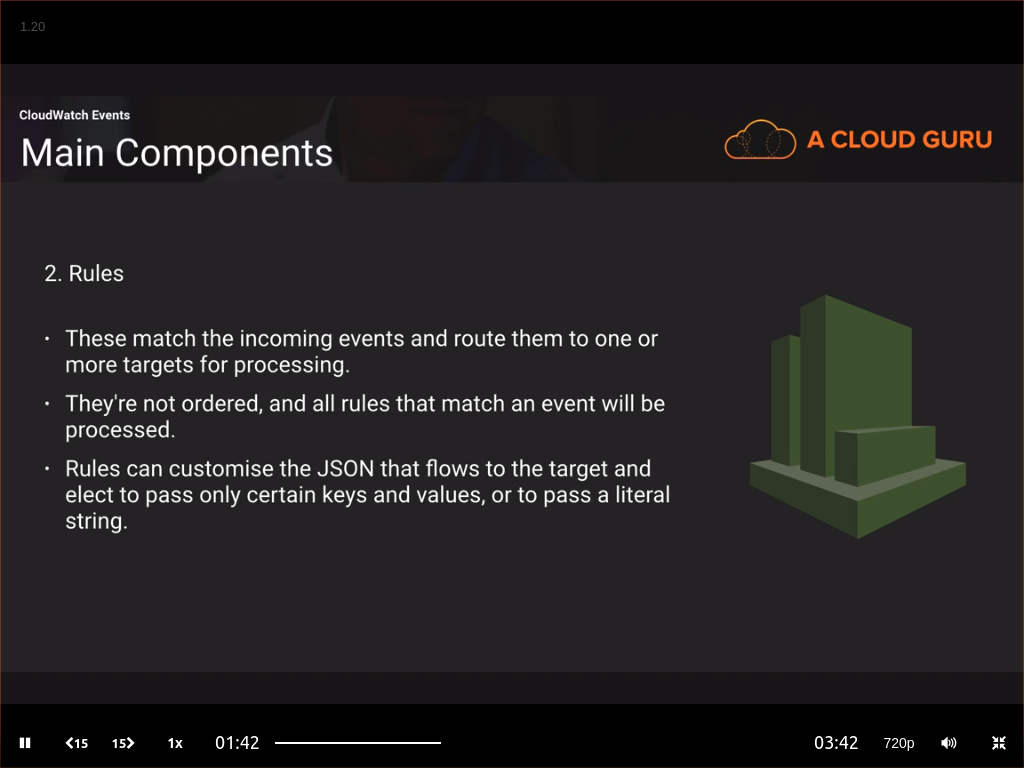 1.20
CloudWatch Events
Main Components
A CLOUD GURU
2. Rules
· These match the incoming events and route them to one or
more targets for processing.
· They're not ordered, and all rules that match an event will be
processed.
· Rules can customise the JSON that flows to the target and
elect to pass only certain keys and values, or to pass a literal
string.
15 15 1x 01:42 03:42 720p